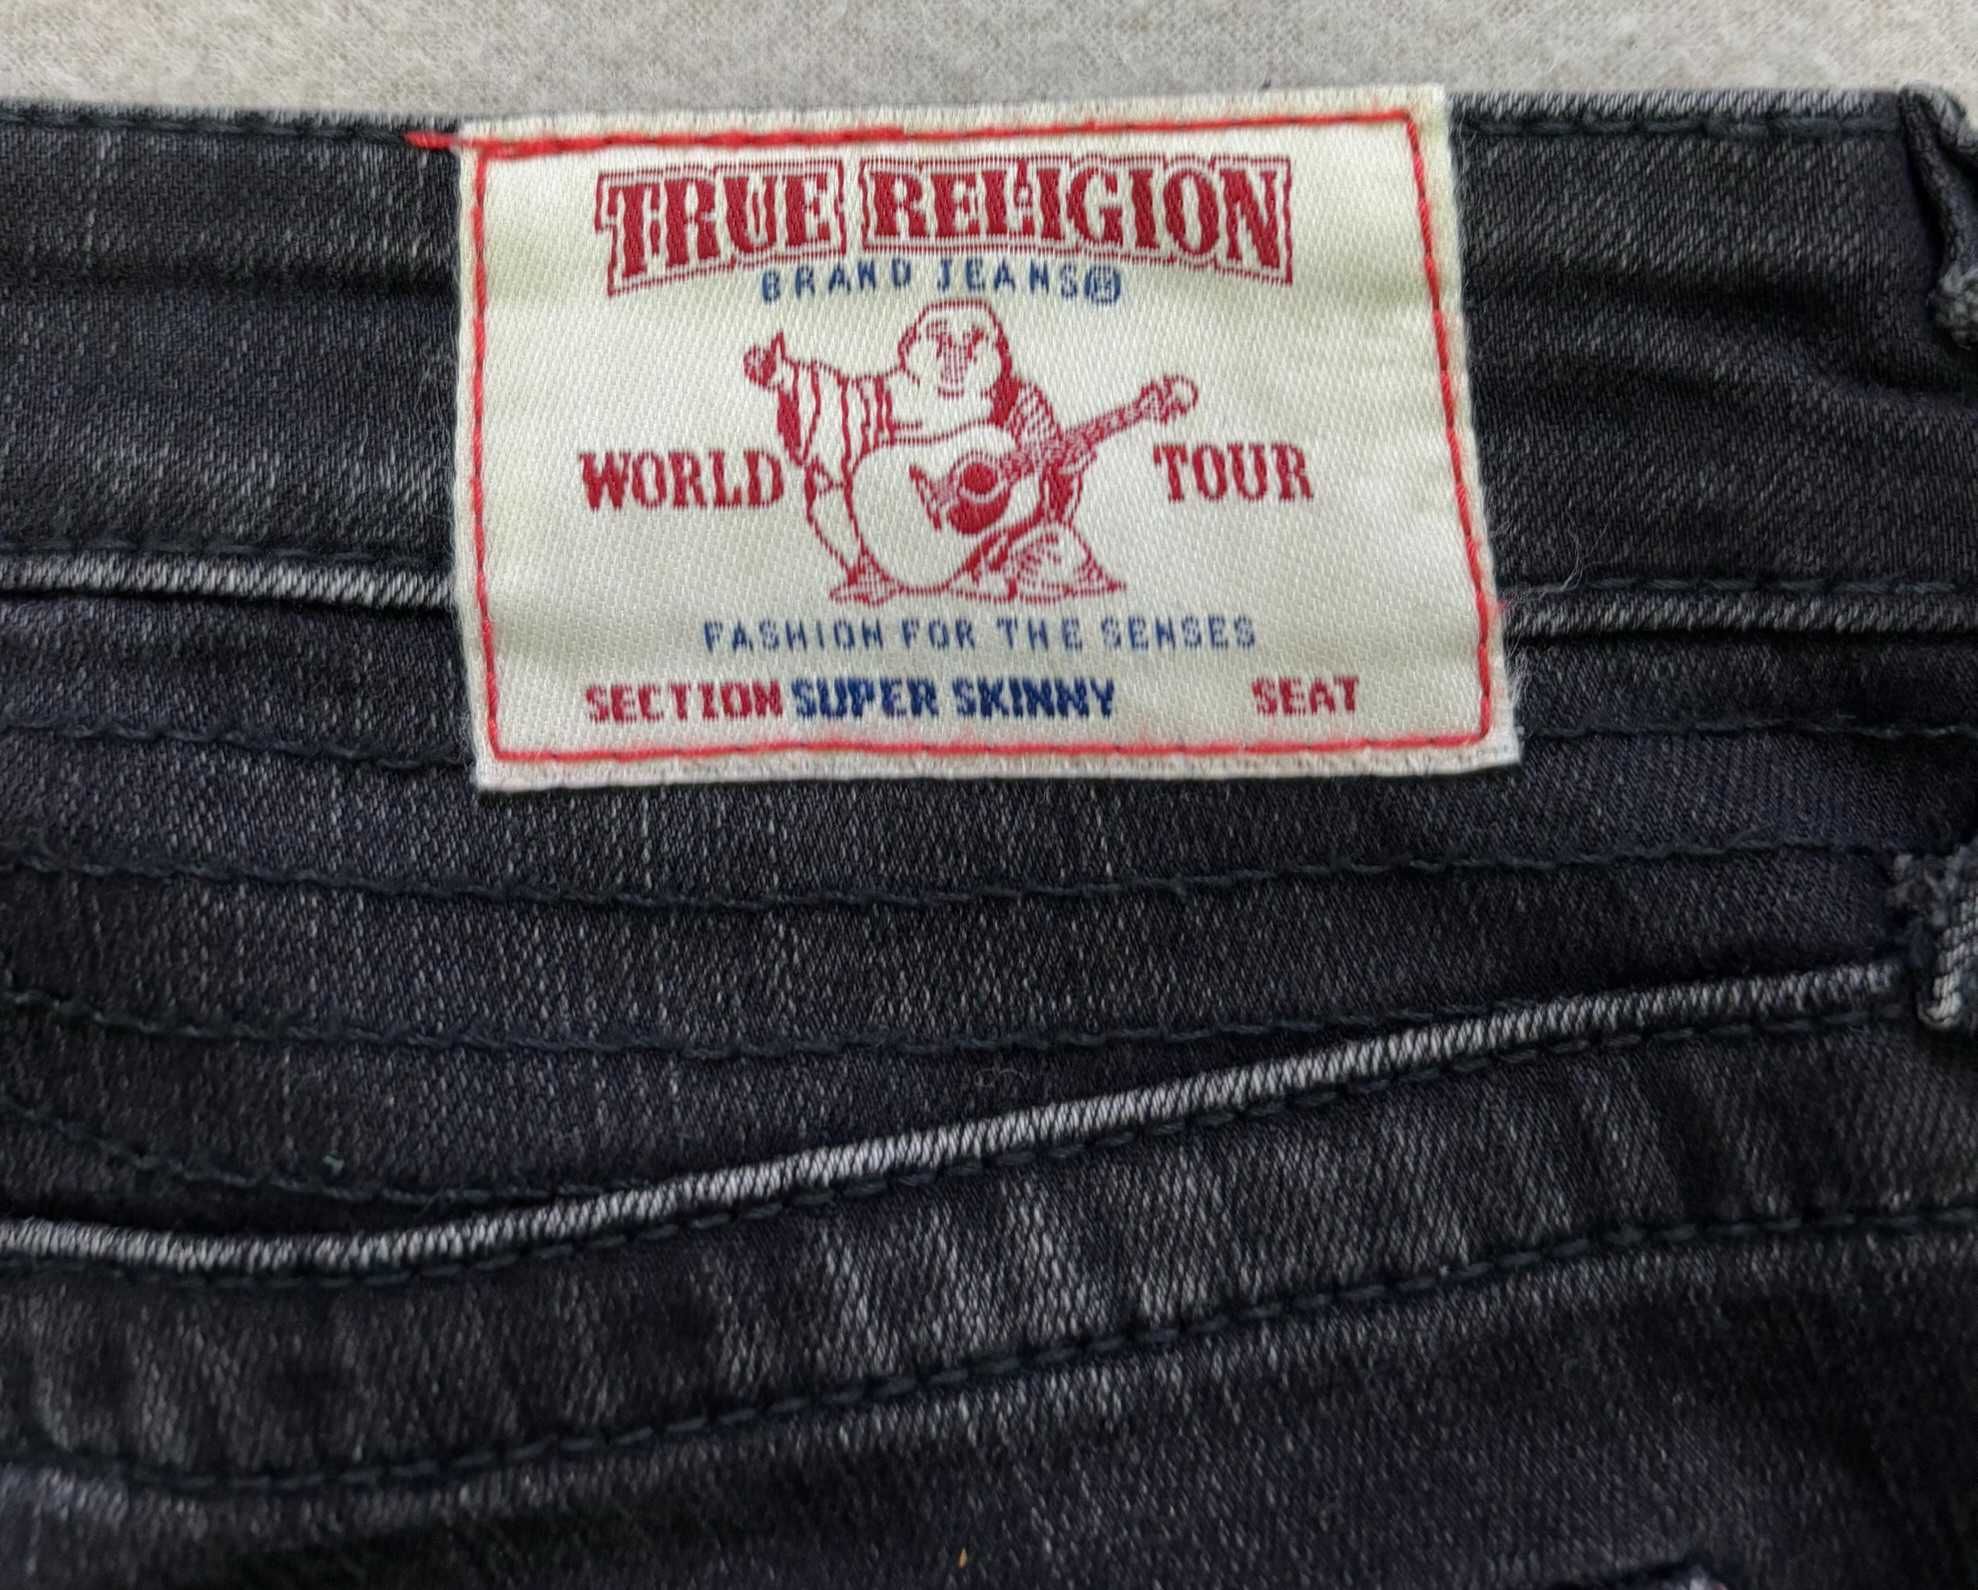 TRUE RELIGION
BRAND JEANS®
WORLD TOUR
FASHION FOR THE SENSES
SECTION SUPER SKINNY SEAT